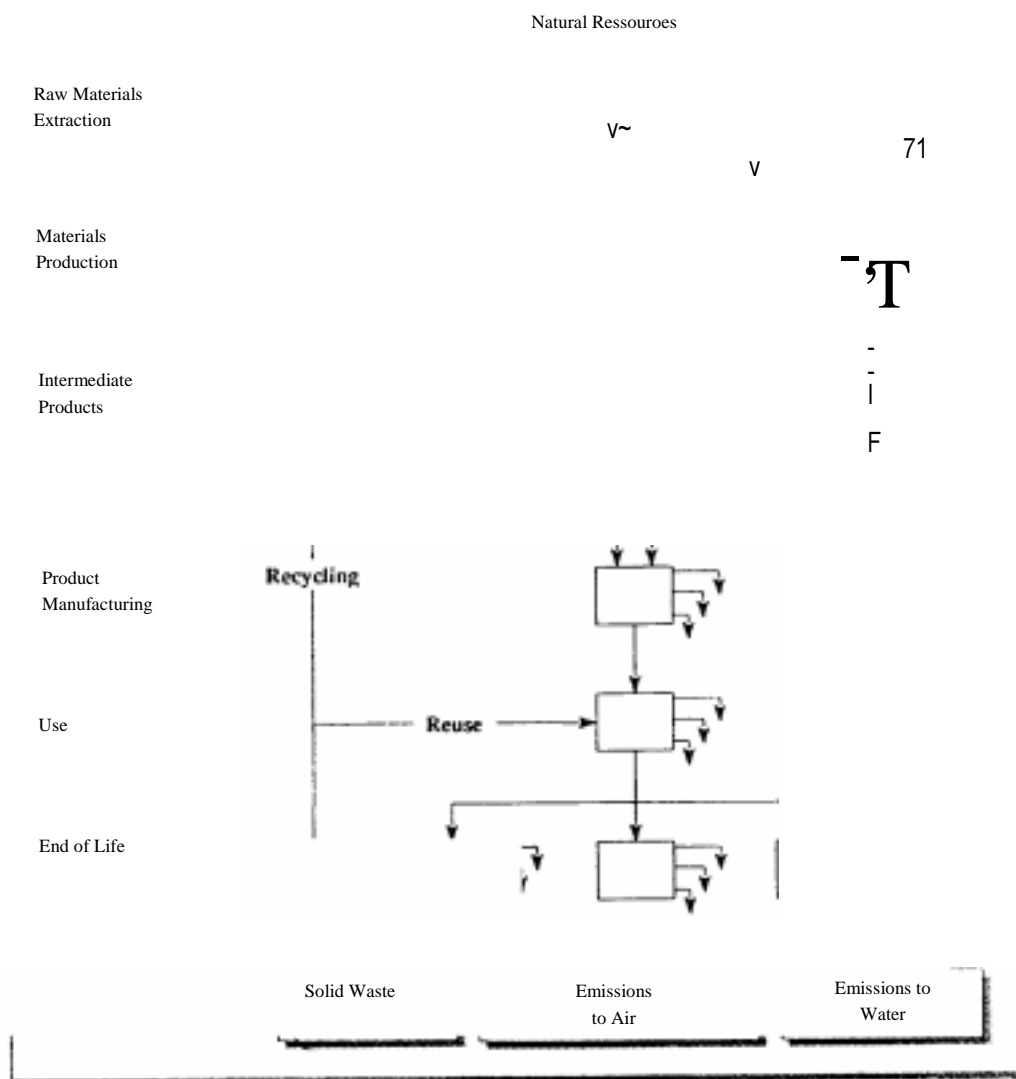 Natural Ressouroes
Raw Materials
Extraction
v~
71
v
Materials
Production
-,T
-
-
Intermediate
I
Products
F
Product
Manufacturing
Recycling
Use
Reuse
End of Life
Solid Waste
Emissions
to Air
Emissions to
Water